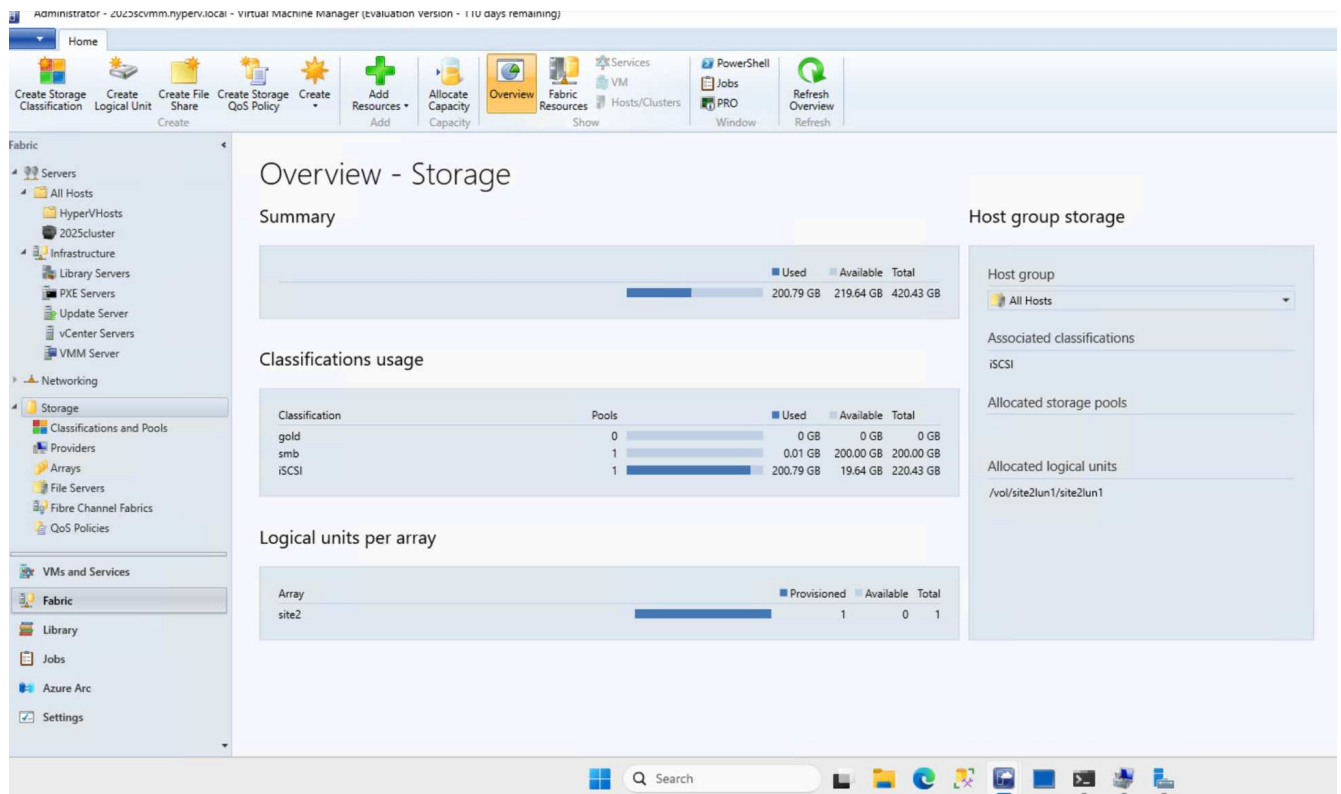 Administrator - 2025scvmm.hyperv.local - Virtual Machine Manager (Evaluation Version - 110 days remaining)
Home
Create Storage Classification
Create Logical Unit
Create File Share
Create Storage QoS Policy
Create
Add Resources
Allocate Capacity
Overview
Fabric Resources
Services
VM
Hosts/Clusters
PowerShell
Jobs
PRO
Refresh Overview
Create
Add
Capacity
Show
Window
Refresh
Fabric
Servers
All Hosts
HyperVHosts
2025cluster
Infrastructure
Library Servers
PXE Servers
Update Server
vCenter Servers
VMM Server
Networking
Storage
Classifications and Pools
Providers
Arrays
File Servers
Fibre Channel Fabrics
QoS Policies
VMs and Services
Fabric
Library
Jobs
Azure Arc
Settings
Overview - Storage
Summary
Used Available Total
200.79 GB 219.64 GB 420.43 GB
Classifications usage
Classification Pools Used Available Total
gold 0 0 GB 0 GB 0 GB
smb 1 0.01 GB 200.00 GB 200.00 GB
iSCSI 1 200.79 GB 19.64 GB 220.43 GB
Logical units per array
Array Provisioned Available Total
site2 1 0 1
Host group storage
Host group
All Hosts
Associated classifications
iSCSI
Allocated storage pools
Allocated logical units
/vol/site2lun1/site2lun1
Search